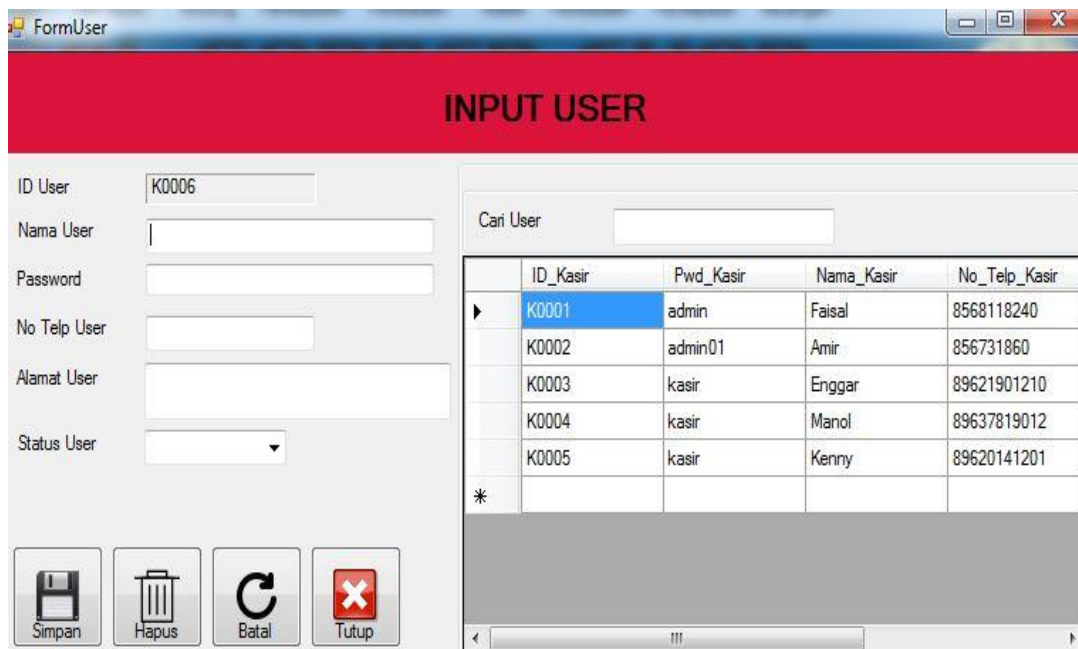 FormUser
INPUT USER
ID User K0006
Nama User
Password
No Telp User
Alamat User
Status User
Simpan Hapus Batal Tutup
Cari User
ID_Kasir Pwd_Kasir Nama_Kasir No_Telp_Kasir
K0001 admin Faisal 8568118240
K0002 admin01 Amir 856731860
K0003 kasir Enggar 89621901210
K0004 kasir Manol 89637819012
K0005 kasir Kenny 89620141201